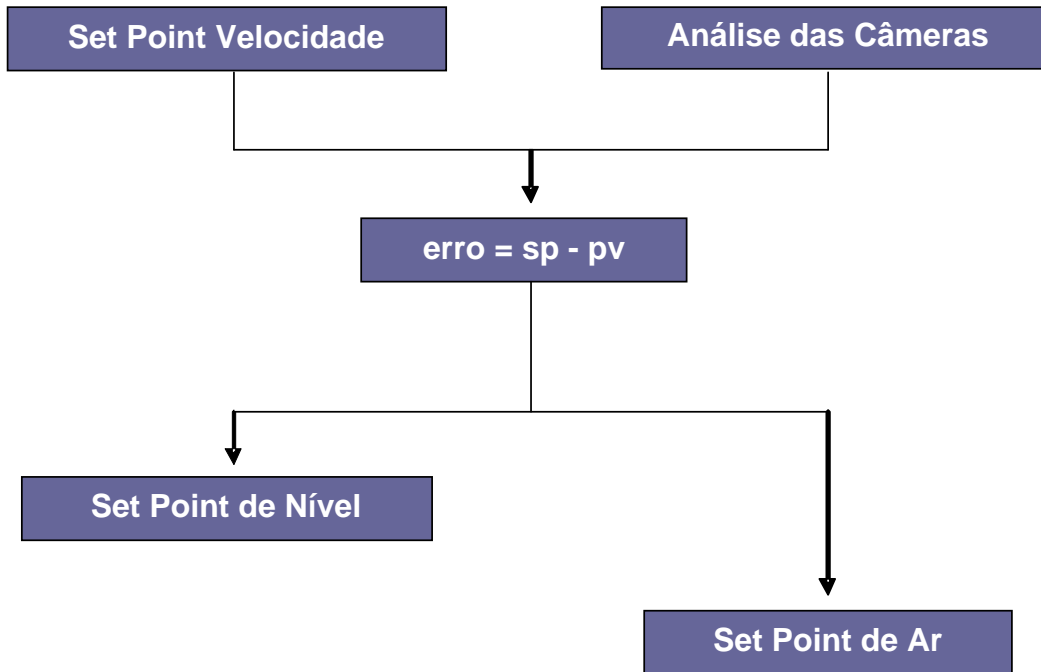 Set Point Velocidade
Análise das Câmeras
erro = sp - pv
Set Point de Nível
Set Point de Ar